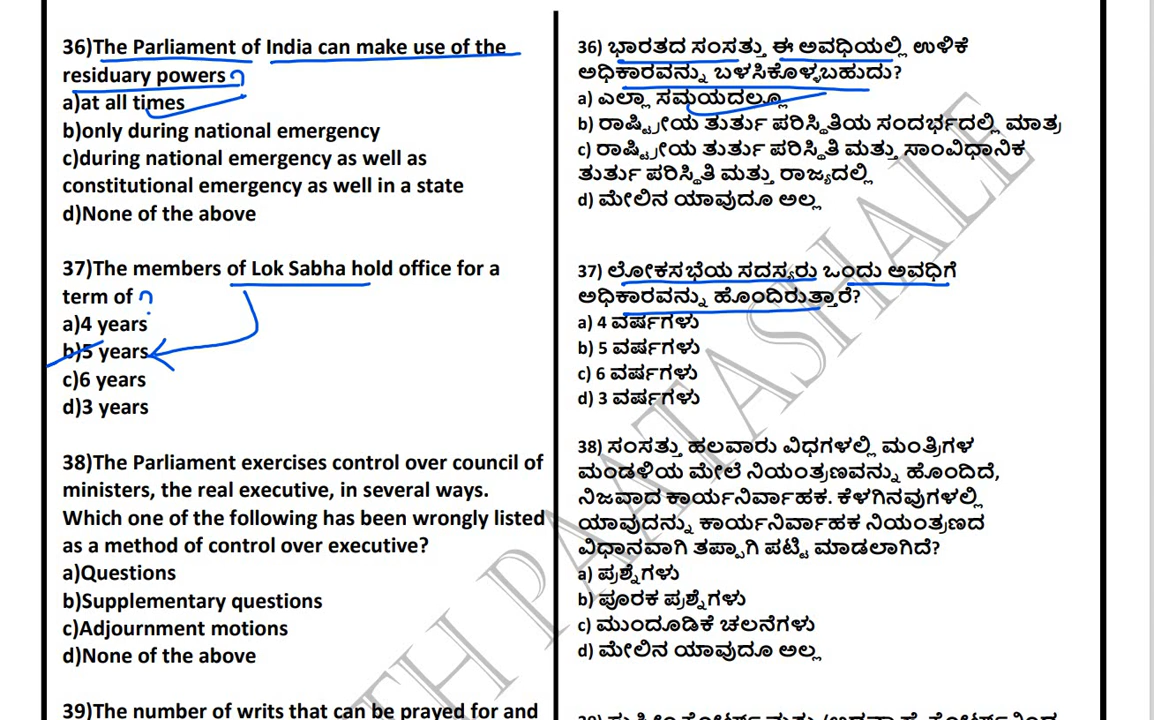 36)The Parliament of India can make use of the
residuary powers?
a)at all times
b)only during national emergency
c)during national emergency as well as
constitutional emergency as well in a state
d)None of the above
37)The members of Lok Sabha hold office for a
term of ?
a)4 years
b)5 years
c)6 years
d)3 years
38)The Parliament exercises control over council of
ministers, the real executive, in several ways.
Which one of the following has been wrongly listed
as a method of control over executive?
a)Questions
b)Supplementary questions
c)Adjournment motions
d)None of the above
39)The number of writs that can be prayed for and
36) ಭಾರತದ ಸಂಸತ್ತು ಈ ಅವಧಿಯಲ್ಲಿ ಉಳಿಕೆ
ಅಧಿಕಾರವನ್ನು ಬಳಸಿಕೊಳ್ಳಬಹುದು?
a) ಎಲ್ಲಾ ಸಮಯದಲ್ಲೂ
b) ರಾಷ್ಟ್ರೀಯ ತುರ್ತು ಪರಿಸ್ಥಿತಿಯ ಸಂದರ್ಭದಲ್ಲಿ ಮಾತ್ರ
c) ರಾಷ್ಟ್ರೀಯ ತುರ್ತು ಪರಿಸ್ಥಿತಿ ಮತ್ತು ಸಾಂವಿಧಾನಿಕ
ತುರ್ತು ಪರಿಸ್ಥಿತಿ ಮತ್ತು ರಾಜ್ಯದಲ್ಲಿ
d) ಮೇಲಿನ ಯಾವುದೂ ಅಲ್ಲ
37) ಲೋಕಸಭೆಯ ಸದಸ್ಯರು ಒಂದು ಅವಧಿಗೆ
ಅಧಿಕಾರವನ್ನು ಹೊಂದಿರುತ್ತಾರೆ?
a) 4 ವರ್ಷಗಳು
b) 5 ವರ್ಷಗಳು
c) 6 ವರ್ಷಗಳು
d) 3 ವರ್ಷಗಳು
38) ಸಂಸತ್ತು ಹಲವಾರು ವಿಧಗಳಲ್ಲಿ ಮಂತ್ರಿಗಳ
ಮಂಡಳಿಯ ಮೇಲೆ ನಿಯಂತ್ರಣವನ್ನು ಹೊಂದಿದೆ,
ನಿಜವಾದ ಕಾರ್ಯನಿರ್ವಾಹಕ. ಕೆಳಗಿನವುಗಳಲ್ಲಿ
ಯಾವುದನ್ನು ಕಾರ್ಯನಿರ್ವಾಹಕ ನಿಯಂತ್ರಣದ
ವಿಧಾನವಾಗಿ ತಪ್ಪಾಗಿ ಪಟ್ಟಿ ಮಾಡಲಾಗಿದೆ?
a) ಪ್ರಶ್ನೆಗಳು
b) ಪೂರಕ ಪ್ರಶ್ನೆಗಳು
c) ಮುಂದೂಡಿಕೆ ಚಲನೆಗಳು
d) ಮೇಲಿನ ಯಾವುದೂ ಅಲ್ಲ
PAATASHALE